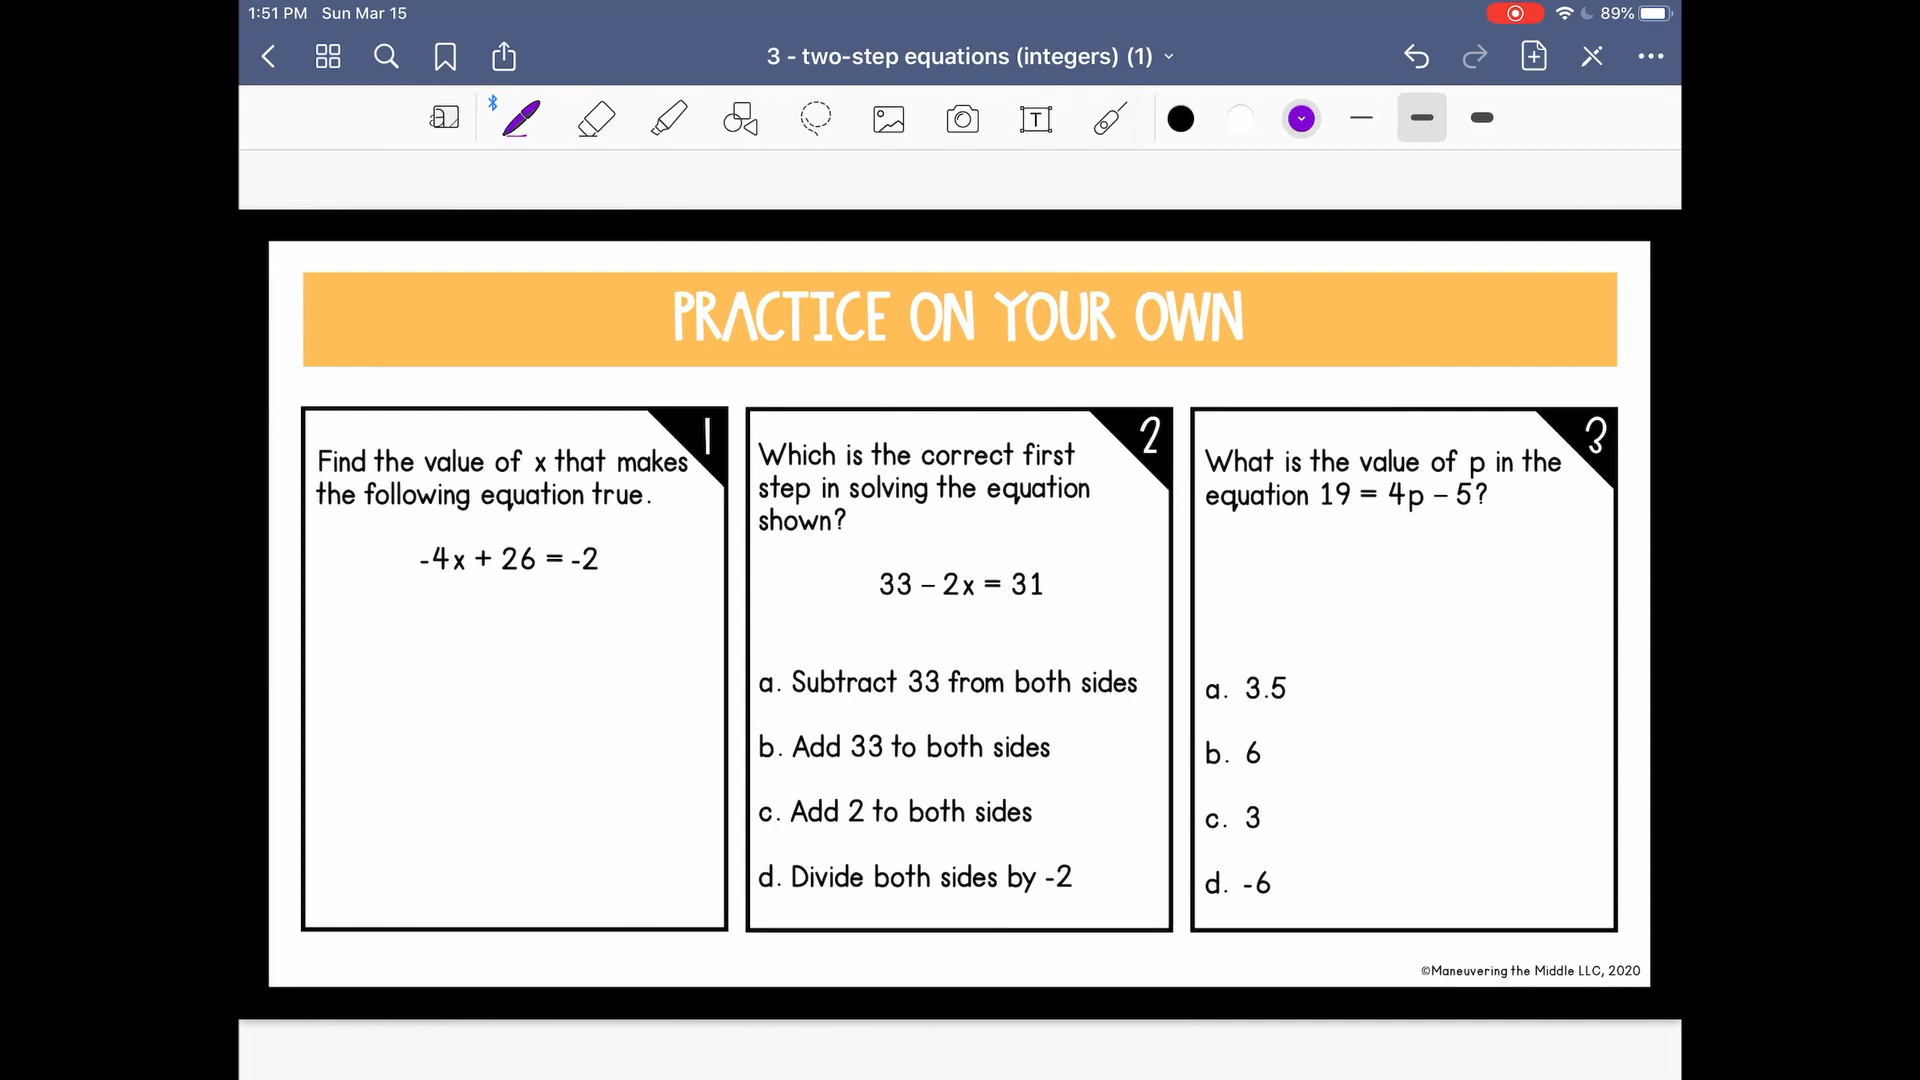 1:51 PM Sun Mar 15
89%
3 - two-step equations (integers) (1)
T
PRACTICE ON YOUR OWN
1
Find the value of x that makes
the following equation true.
-4x + 26 = -2
2
Which is the correct first
step in solving the equation
shown?
33 – 2x = 31
a. Subtract 33 from both sides
b. Add 33 to both sides
c. Add 2 to both sides
d. Divide both sides by -2
3
What is the value of p in the
equation 19 = 4p – 5?
a. 3.5
b. 6
c. 3
d. -6
©Maneuvering the Middle LLC, 2020